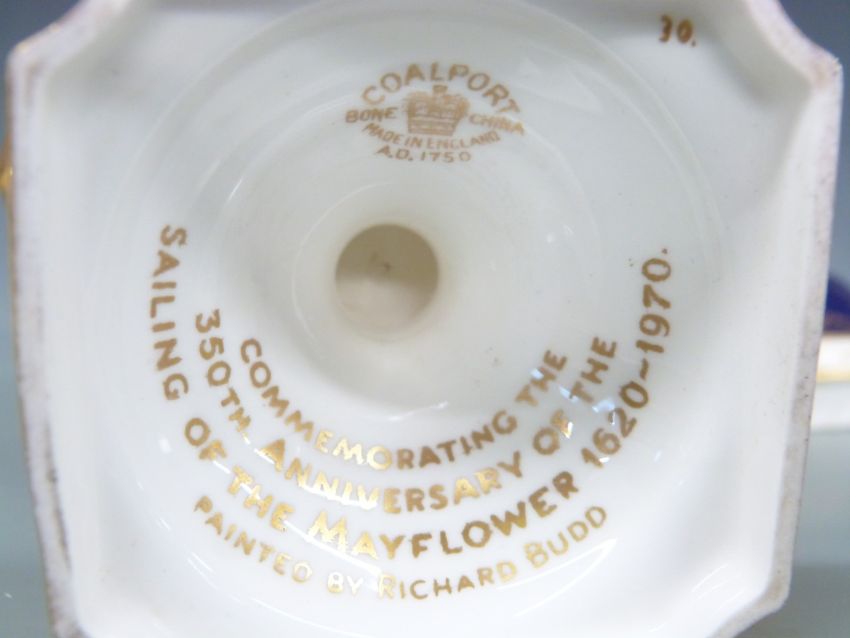 30.
COALPORT
BONE CHINA
MADE IN ENGLAND
A.D. 1750
COMMEMORATING THE
350TH. ANNIVERSARY OF THE
SAILING OF THE MAYFLOWER 1620-1970.
PAINTED BY RICHARD BUDD